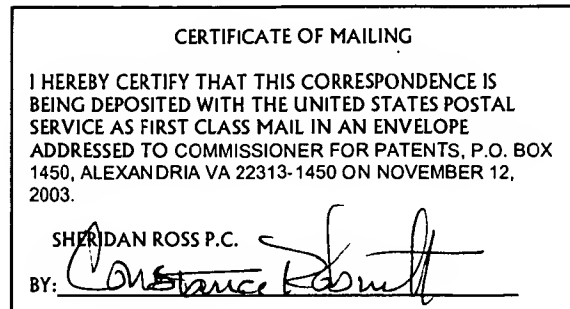 CERTIFICATE OF MAILING
I HEREBY CERTIFY THAT THIS CORRESPONDENCE IS
BEING DEPOSITED WITH THE UNITED STATES POSTAL
SERVICE AS FIRST CLASS MAIL IN AN ENVELOPE
ADDRESSED TO COMMISSIONER FOR PATENTS, P.O. BOX
1450, ALEXANDRIA VA 22313-1450 ON NOVEMBER 12,
2003.
SHERIDAN ROSS P.C.
BY: Constance